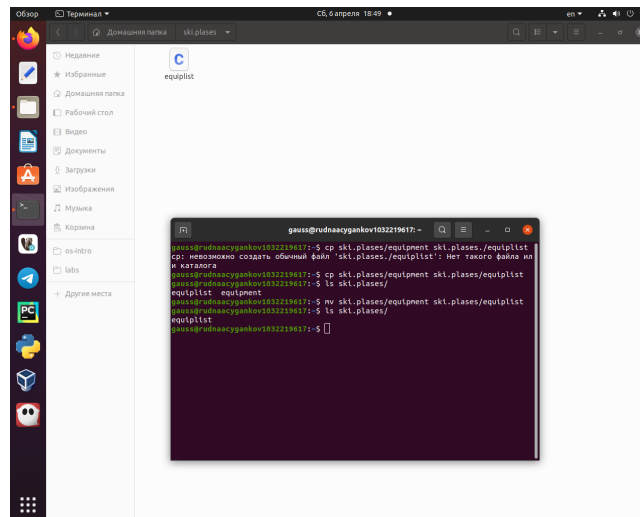 Обзор
Терминал
Сб, 6 апреля 18:49
en
Домашняя папка
ski.plases
Недавние
Избранные
Домашняя папка
Рабочий стол
Видео
Документы
Загрузки
Изображения
Музыка
Корзина
os-intro
labs
+ Другие места
C
equiplist
gauss@rudnaacygankov1032219617: ~
gauss@rudnaacygankov1032219617:~$ cp ski.plases/equipment ski.plases./equiplist
cp: невозможно создать обычный файл 'ski.plases./equiplist': Нет такого файла ил
и каталога
gauss@rudnaacygankov1032219617:~$ cp ski.plases/equipment ski.plases/equiplist
gauss@rudnaacygankov1032219617:~$ ls ski.plases/
equiplist  equipment
gauss@rudnaacygankov1032219617:~$ mv ski.plases/equipment ski.plases/equiplist
gauss@rudnaacygankov1032219617:~$ ls ski.plases/
equiplist
gauss@rudnaacygankov1032219617:~$
PC